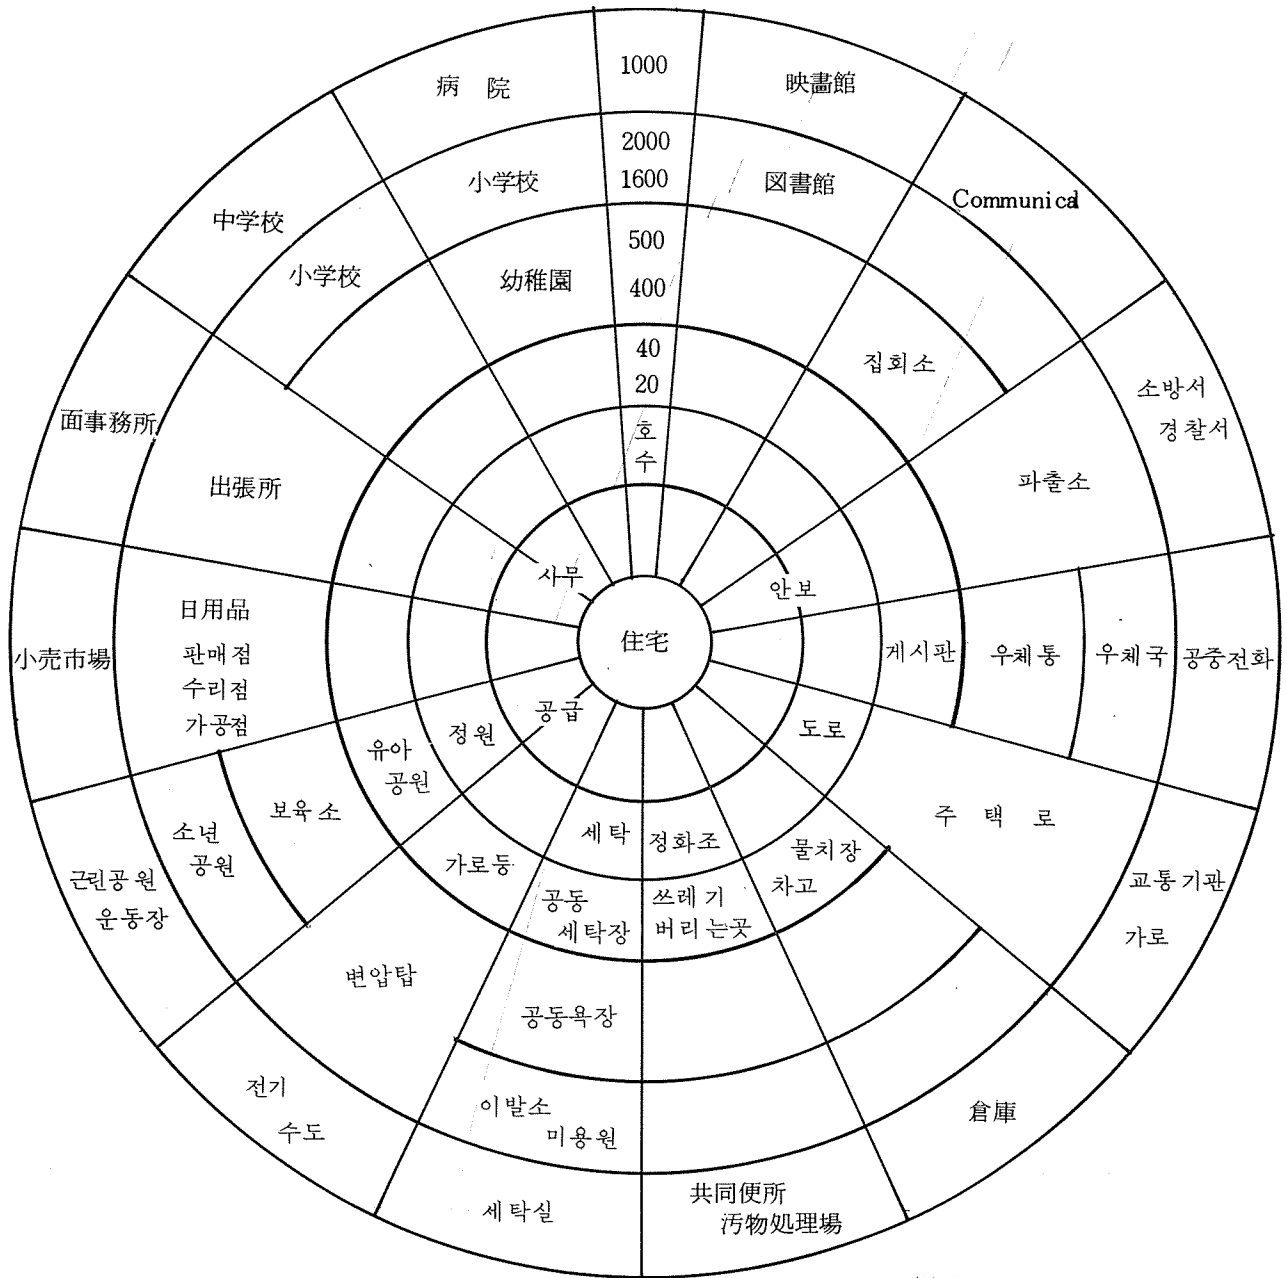 1000
病 院
映畵館
2000
1600
小学校
図書館
Communical
中学校
小学校
500
400
幼稚園
집회소
40
20
호
수
소방서
경찰서
面事務所
出張所
파출소
사무
안보
住宅
日用品
판매점
수리점
가공점
小売市場
게시판
우체통
우체국
공중전화
공급
정원
도로
유아
공원
보육소
소년
공원
근린공원
운동장
세탁
정화조
물치장
차고
주 택 로
교통기관
가로
가로등
공동
세탁장
쓰레기
버리는곳
변압탑
공동욕장
전기
수도
이발소
미용원
倉庫
세탁실
共同便所
汚物処理場